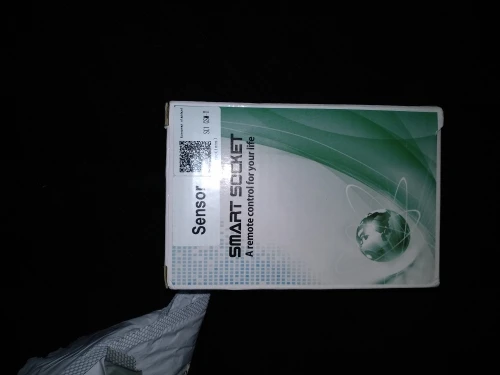 Sensor
SMART SOCKET
A remote control for your life